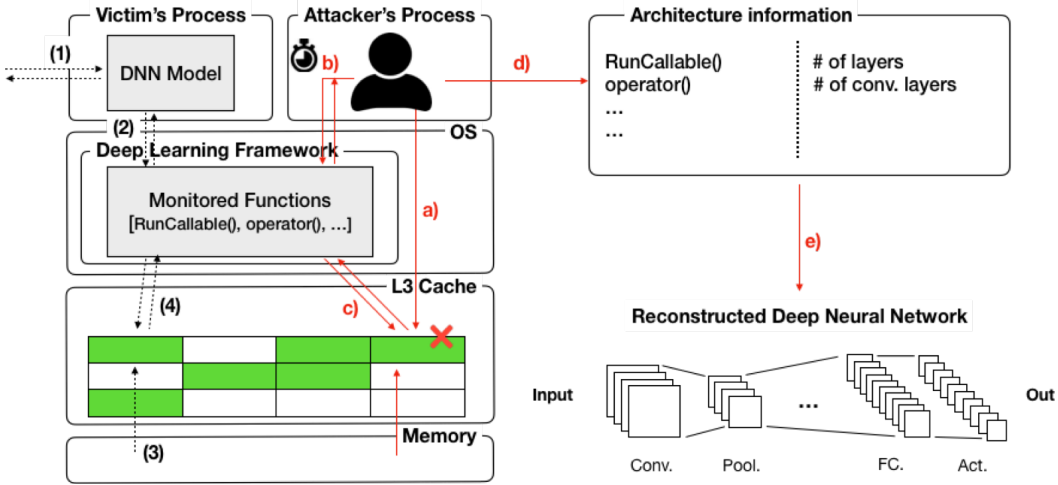 Victim's Process
Attacker's Process
Architecture information
(1)
DNN Model
b)
d)
RunCallable()
# of layers
operator()
# of conv. layers
...
...
(2)
OS
Deep Learning Framework
Monitored Functions
[RunCallable(), operator(), ...]
a)
e)
L3 Cache
(4)
c)
Reconstructed Deep Neural Network
Input
...
Out
Memory
(3)
Conv.
Pool.
FC.
Act.